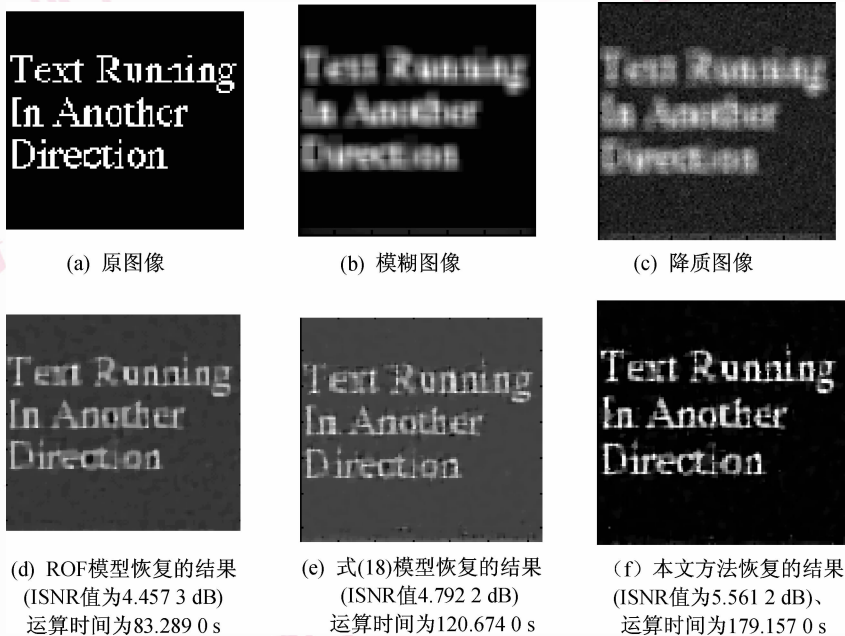 Text Running
In Another
Direction
Text Running
In Another
Direction
Text Running
In Another
Direction
(a) 原图像
(b) 模糊图像
(c) 降质图像
Text Running
In Another
Direction
Text Running
In Another
Direction
Text Running
In Another
Direction
(d) ROF模型恢复的结果
(ISNR值为4.457 3 dB)
运算时间为83.289 0 s
(e) 式(18)模型恢复的结果
(ISNR值4.792 2 dB)
运算时间为120.674 0 s
（f）本文方法恢复的结果
(ISNR值为5.561 2 dB)、
运算时间为179.157 0 s